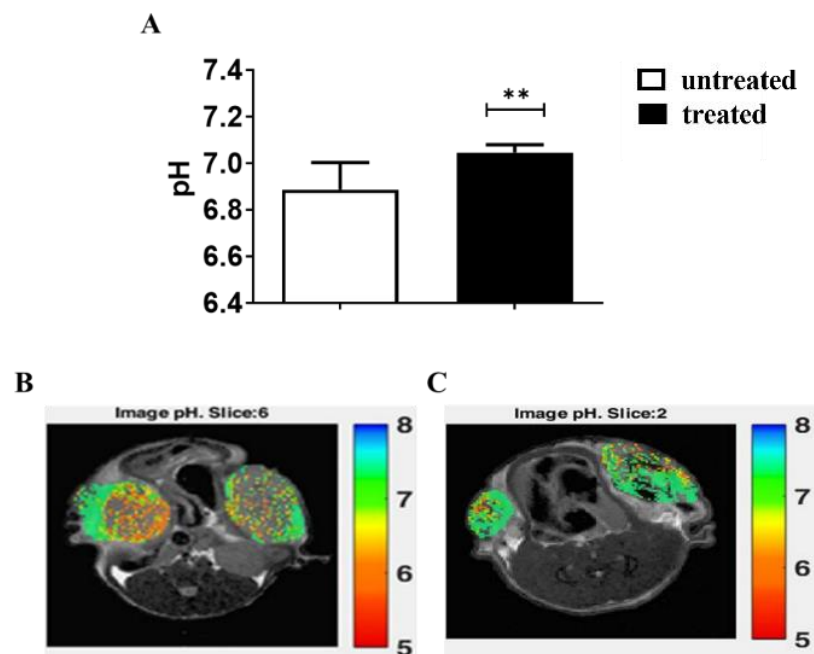 A
7.4
7.2
7.0
6.8
6.6
6.4
pH
**
untreated
treated
B
Image pH. Slice:6
8
7
6
5
C
Image pH. Slice:2
8
7
6
5